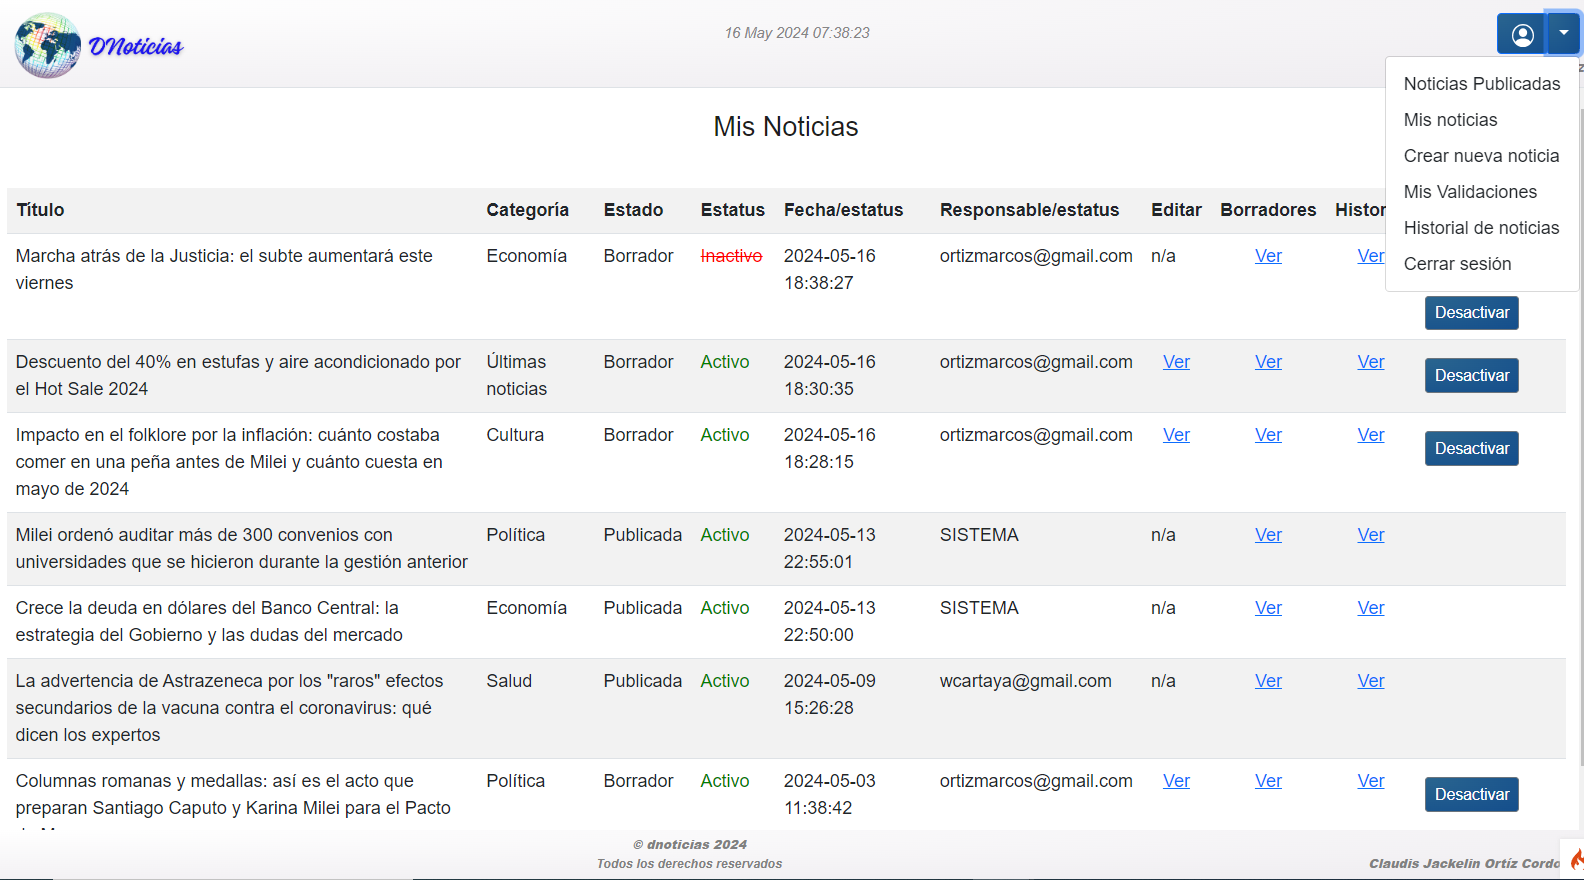 DNoticias
16 May 2024 07:38:23
Noticias Publicadas
Mis noticias
Crear nueva noticia
Mis Validaciones
Historial de noticias
Cerrar sesión
Mis Noticias
Título Categoría Estado Estatus Fecha/estatus Responsable/estatus Editar Borradores Histor
Marcha atrás de la Justicia: el subte aumentará este Economía Borrador Inactivo 2024-05-16 ortizmarcos@gmail.com n/a Ver Ver
viernes 18:38:27
Desactivar
Descuento del 40% en estufas y aire acondicionado por Últimas Borrador Activo 2024-05-16 ortizmarcos@gmail.com Ver Ver Ver Desactivar
el Hot Sale 2024 noticias 18:30:35
Impacto en el folklore por la inflación: cuánto costaba Cultura Borrador Activo 2024-05-16 ortizmarcos@gmail.com Ver Ver Ver Desactivar
comer en una peña antes de Milei y cuánto cuesta en 18:28:15
mayo de 2024
Milei ordenó auditar más de 300 convenios con Política Publicada Activo 2024-05-13 SISTEMA n/a Ver Ver
universidades que se hicieron durante la gestión anterior 22:55:01
Crece la deuda en dólares del Banco Central: la Economía Publicada Activo 2024-05-13 SISTEMA n/a Ver Ver
estrategia del Gobierno y las dudas del mercado 22:50:00
La advertencia de Astrazeneca por los "raros" efectos Salud Publicada Activo 2024-05-09 wcartaya@gmail.com n/a Ver Ver
secundarios de la vacuna contra el coronavirus: qué 15:26:28
dicen los expertos
Columnas romanas y medallas: así es el acto que Política Borrador Activo 2024-05-03 ortizmarcos@gmail.com Ver Ver Ver Desactivar
preparan Santiago Caputo y Karina Milei para el Pacto 11:38:42
© dnoticias 2024
Todos los derechos reservados
Claudis Jackelin Ortíz Cordo